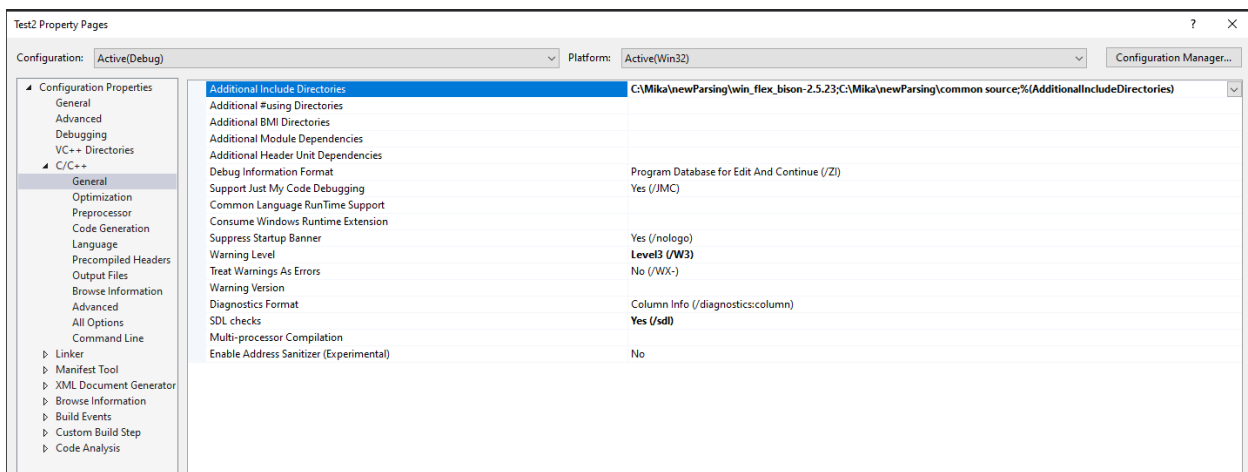 Test2 Property Pages
?
Configuration: Active(Debug) Platform: Active(Win32) Configuration Manager...
Configuration Properties
General
Advanced
Debugging
VC++ Directories
C/C++
General
Optimization
Preprocessor
Code Generation
Language
Precompiled Headers
Output Files
Browse Information
Advanced
All Options
Command Line
Linker
Manifest Tool
XML Document Generator
Browse Information
Build Events
Custom Build Step
Code Analysis
Additional Include Directories C:\Mika\newParsing\win_flex_bison-2.5.23;C:\Mika\newParsing\common source;%(AdditionalIncludeDirectories)
Additional #using Directories
Additional BMI Directories
Additional Module Dependencies
Additional Header Unit Dependencies
Debug Information Format Program Database for Edit And Continue (/ZI)
Support Just My Code Debugging Yes (/JMC)
Common Language RunTime Support
Consume Windows Runtime Extension
Suppress Startup Banner Yes (/nologo)
Warning Level Level3 (/W3)
Treat Warnings As Errors No (/WX-)
Warning Version
Diagnostics Format Column Info (/diagnostics:column)
SDL checks Yes (/sdl)
Multi-processor Compilation
Enable Address Sanitizer (Experimental) No